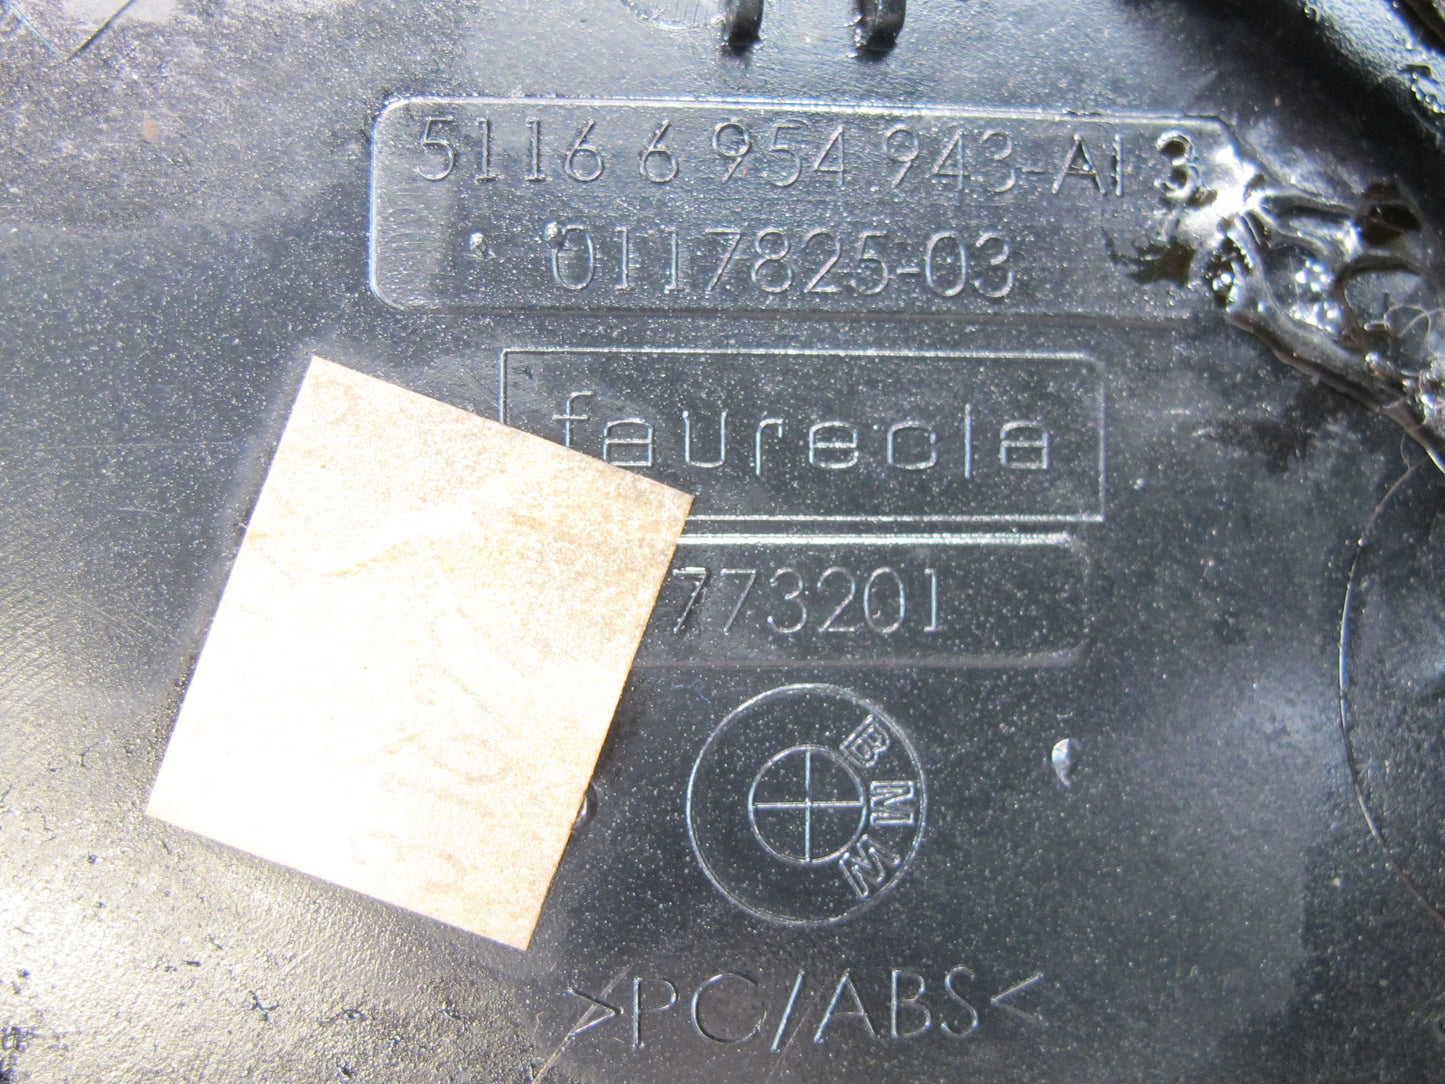 5116 6 954 943-AI 3
0117825-03
faurecia
773201
BMW
>PC//ABS<